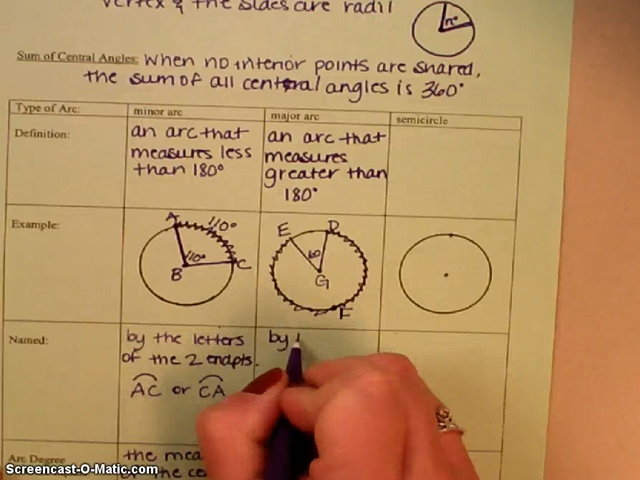 vertex & the sides are radii
n°
Sum of Central Angles: When no interior points are shared,
the sum of all central angles is 360°
Type of Arc: minor arc major arc semicircle
Definition:
an arc that
measures less
than 180°
an arc that
measures
greater than
180°
Example:
A 110°
110°
B C
E D
60
G
F
Named:
by the letters
of the 2 endpts.
AC or CA
by
Arc Degree
the mea
of the ce
Screencast-O-Matic.com